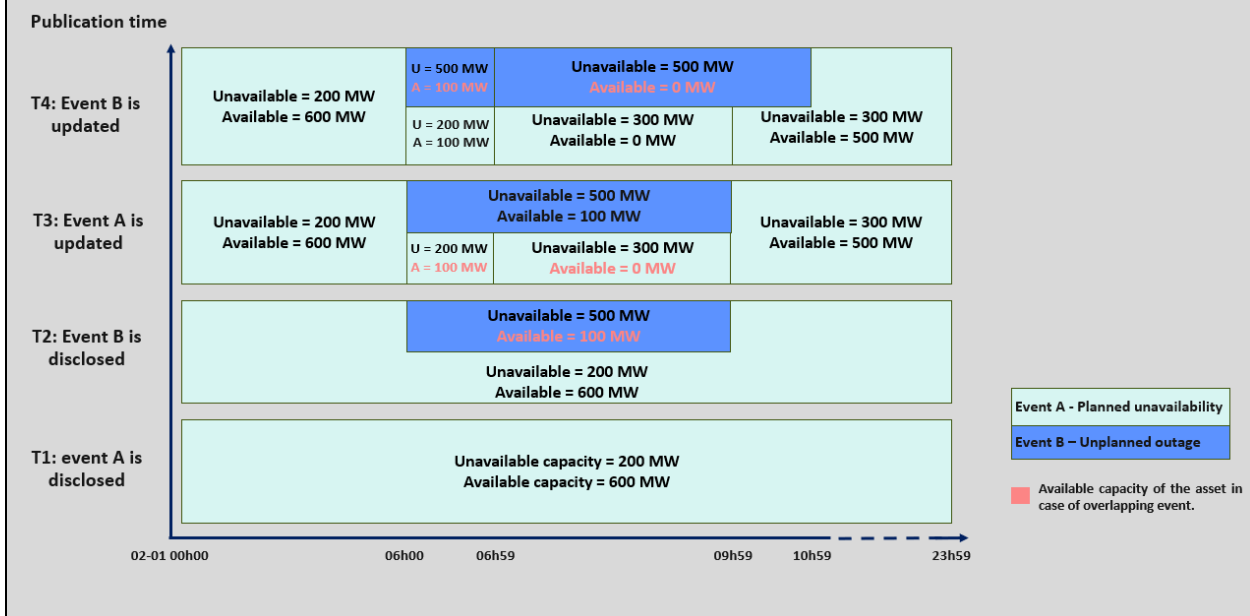 Publication time
T4: Event B is
updated
Unavailable = 200 MW
Available = 600 MW
U = 500 MW
A = 100 MW
Unavailable = 500 MW
Available = 0 MW
U = 200 MW
A = 100 MW
Unavailable = 300 MW
Available = 0 MW
Unavailable = 300 MW
Available = 500 MW
T3: Event A is
updated
Unavailable = 200 MW
Available = 600 MW
Unavailable = 500 MW
Available = 100 MW
U = 200 MW
A = 100 MW
Unavailable = 300 MW
Available = 0 MW
Unavailable = 300 MW
Available = 500 MW
T2: Event B is
disclosed
Unavailable = 500 MW
Available = 100 MW
Unavailable = 200 MW
Available = 600 MW
T1: event A is
disclosed
Unavailable capacity = 200 MW
Available capacity = 600 MW
Event A - Planned unavailability
Event B – Unplanned outage
Available capacity of the asset in
case of overlapping event.
02-01 00h00
06h00
06h59
09h59
10h59
23h59